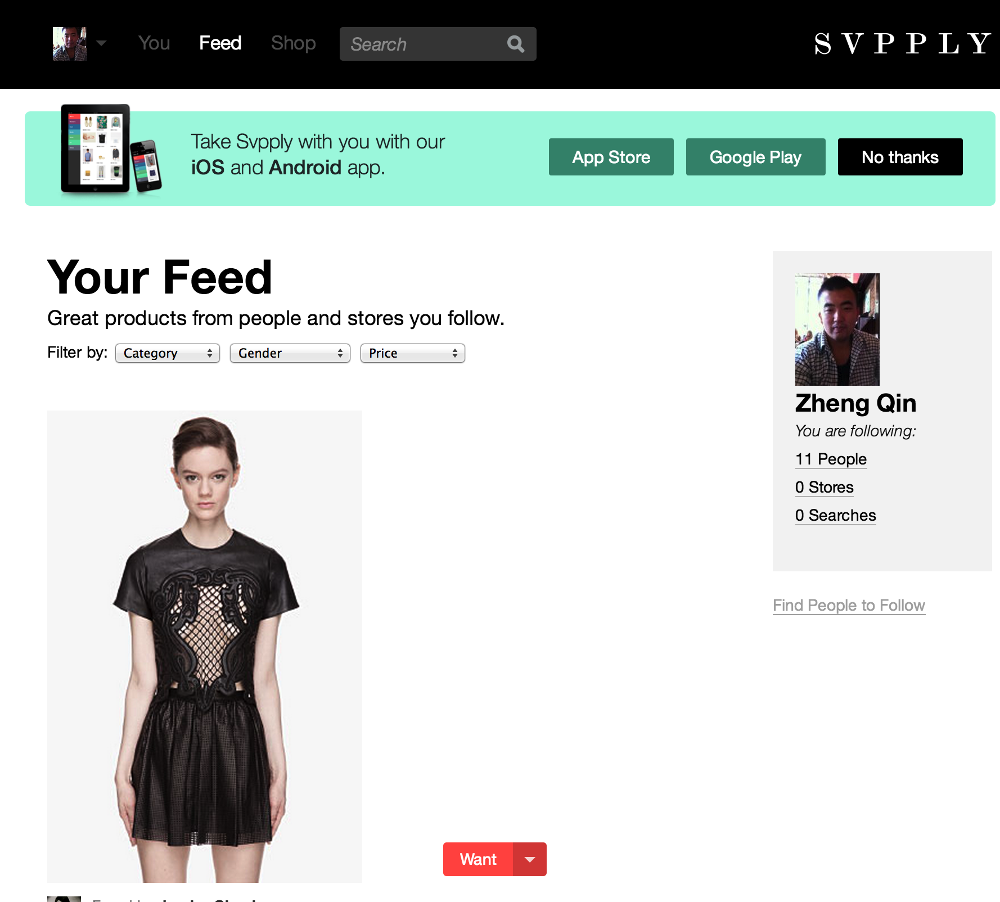 You Feed Shop Search SVPPLY
Take Svpply with you with our
iOS and Android app.
App Store Google Play No thanks
Your Feed
Great products from people and stores you follow.
Filter by: Category Gender Price
Zheng Qin
You are following:
11 People
0 Stores
0 Searches
Find People to Follow
Want